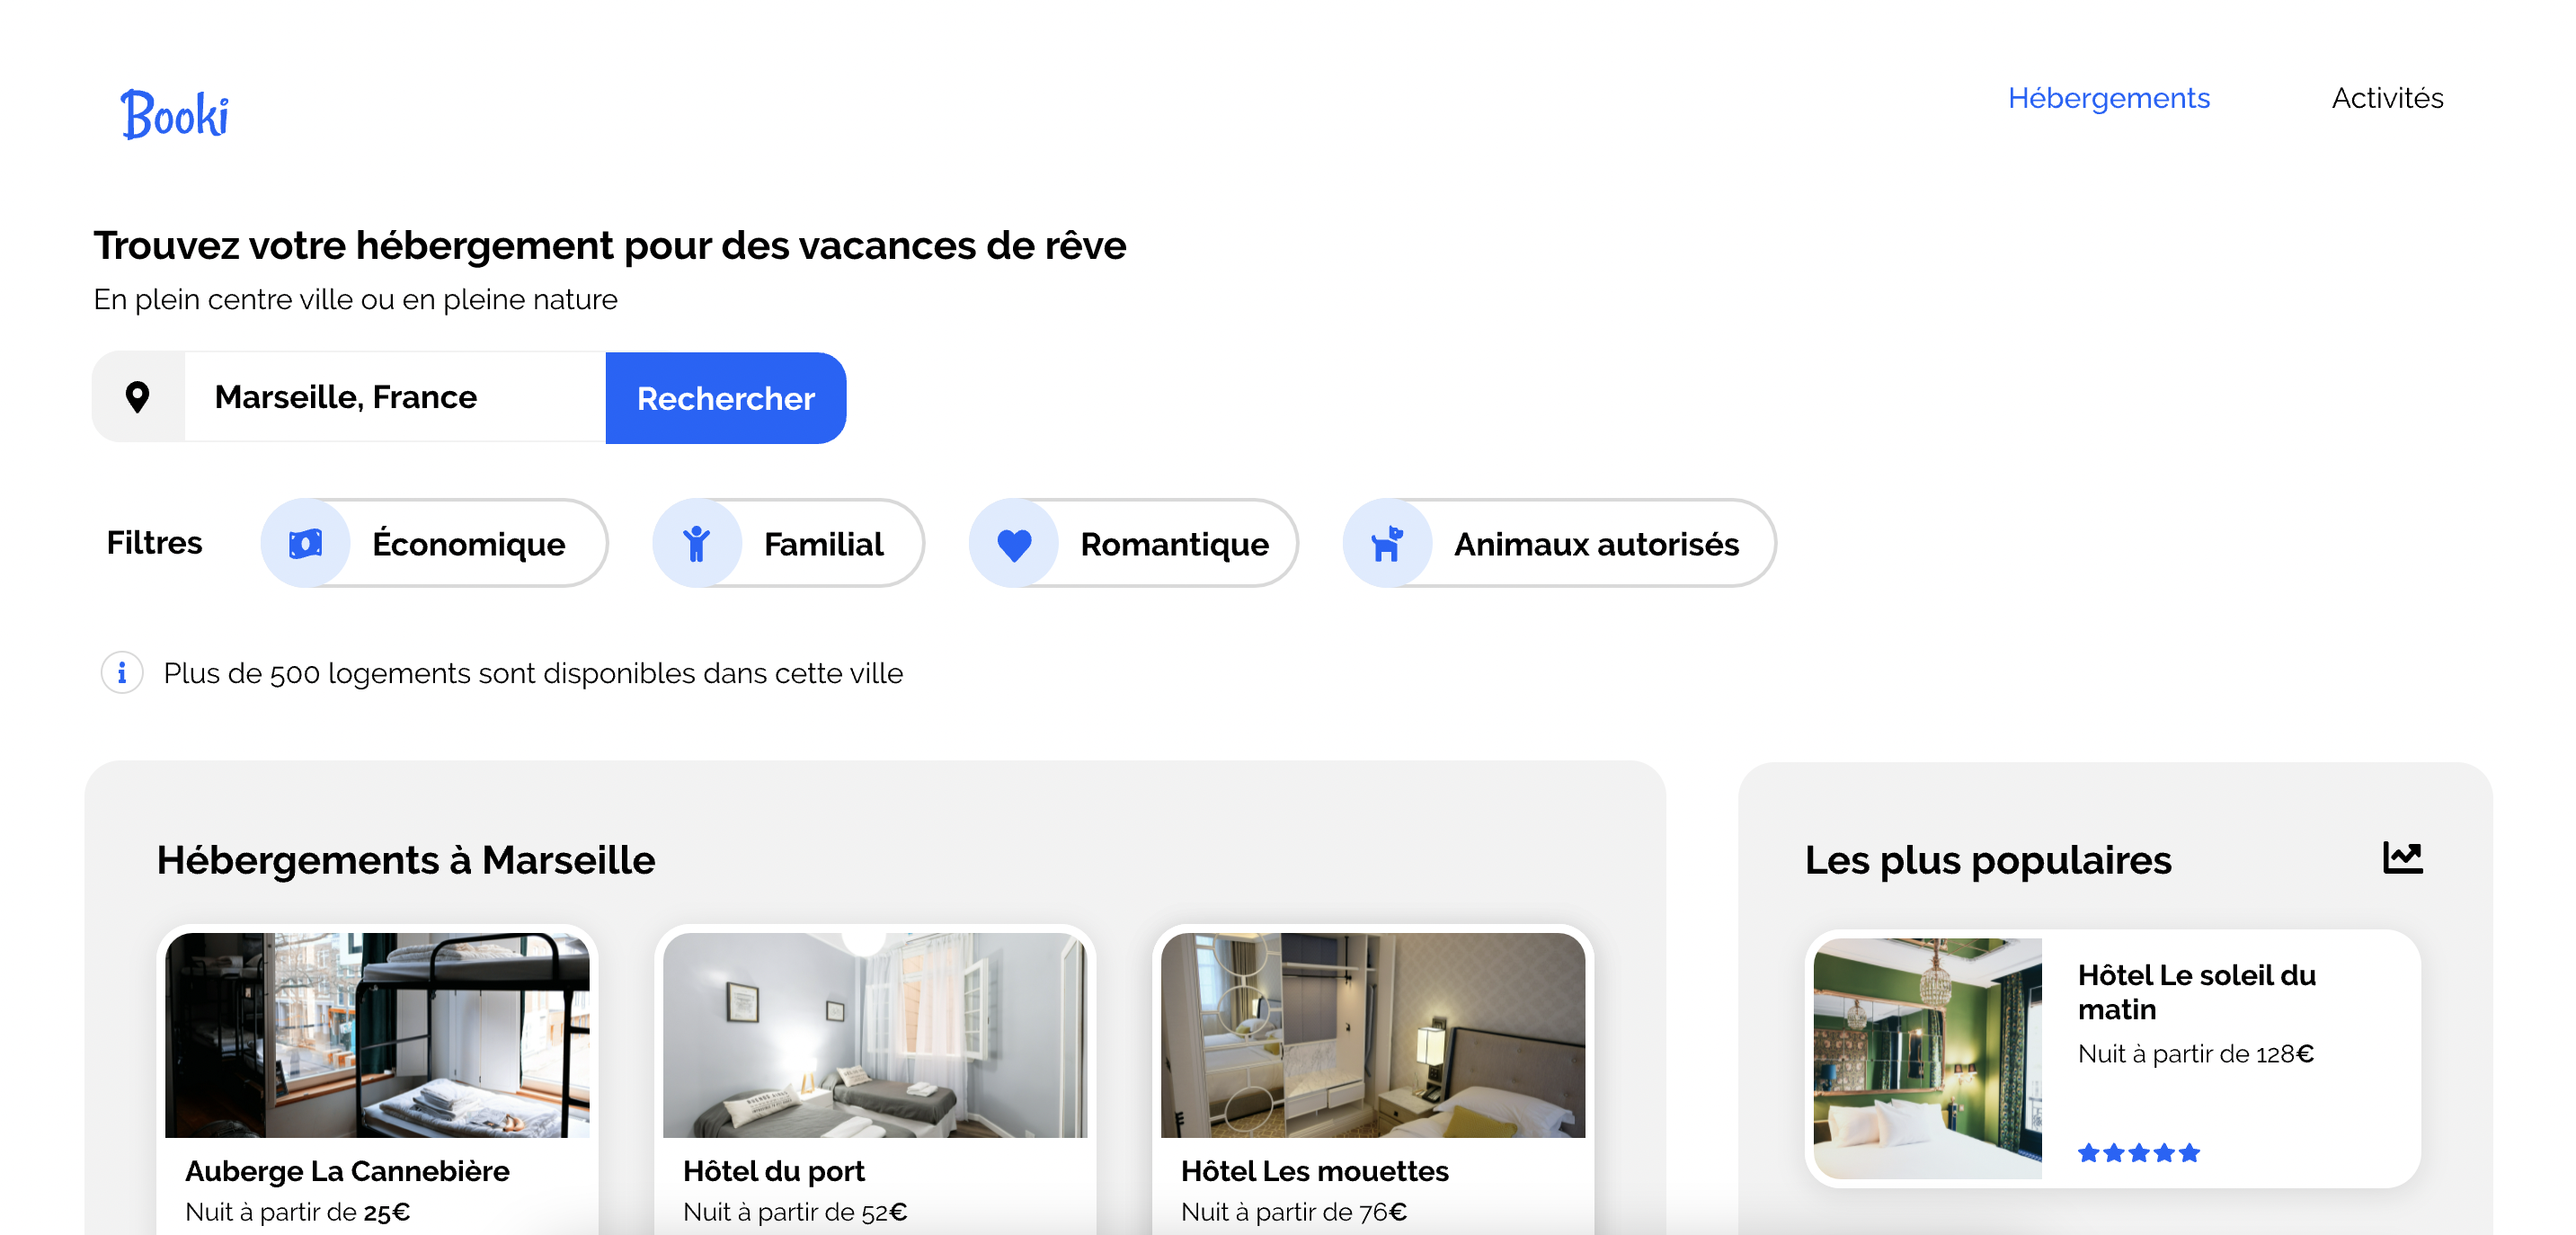 Booki
Hébergements
Activités
Trouvez votre hébergement pour des vacances de rêve
En plein centre ville ou en pleine nature
Marseille, France
Rechercher
Filtres
Économique
Familial
Romantique
Animaux autorisés
Plus de 500 logements sont disponibles dans cette ville
Hébergements à Marseille
Auberge La Cannebière
Nuit à partir de 25€
Hôtel du port
Nuit à partir de 52€
Hôtel Les mouettes
Nuit à partir de 76€
Les plus populaires
Hôtel Le soleil du
matin
Nuit à partir de 128€